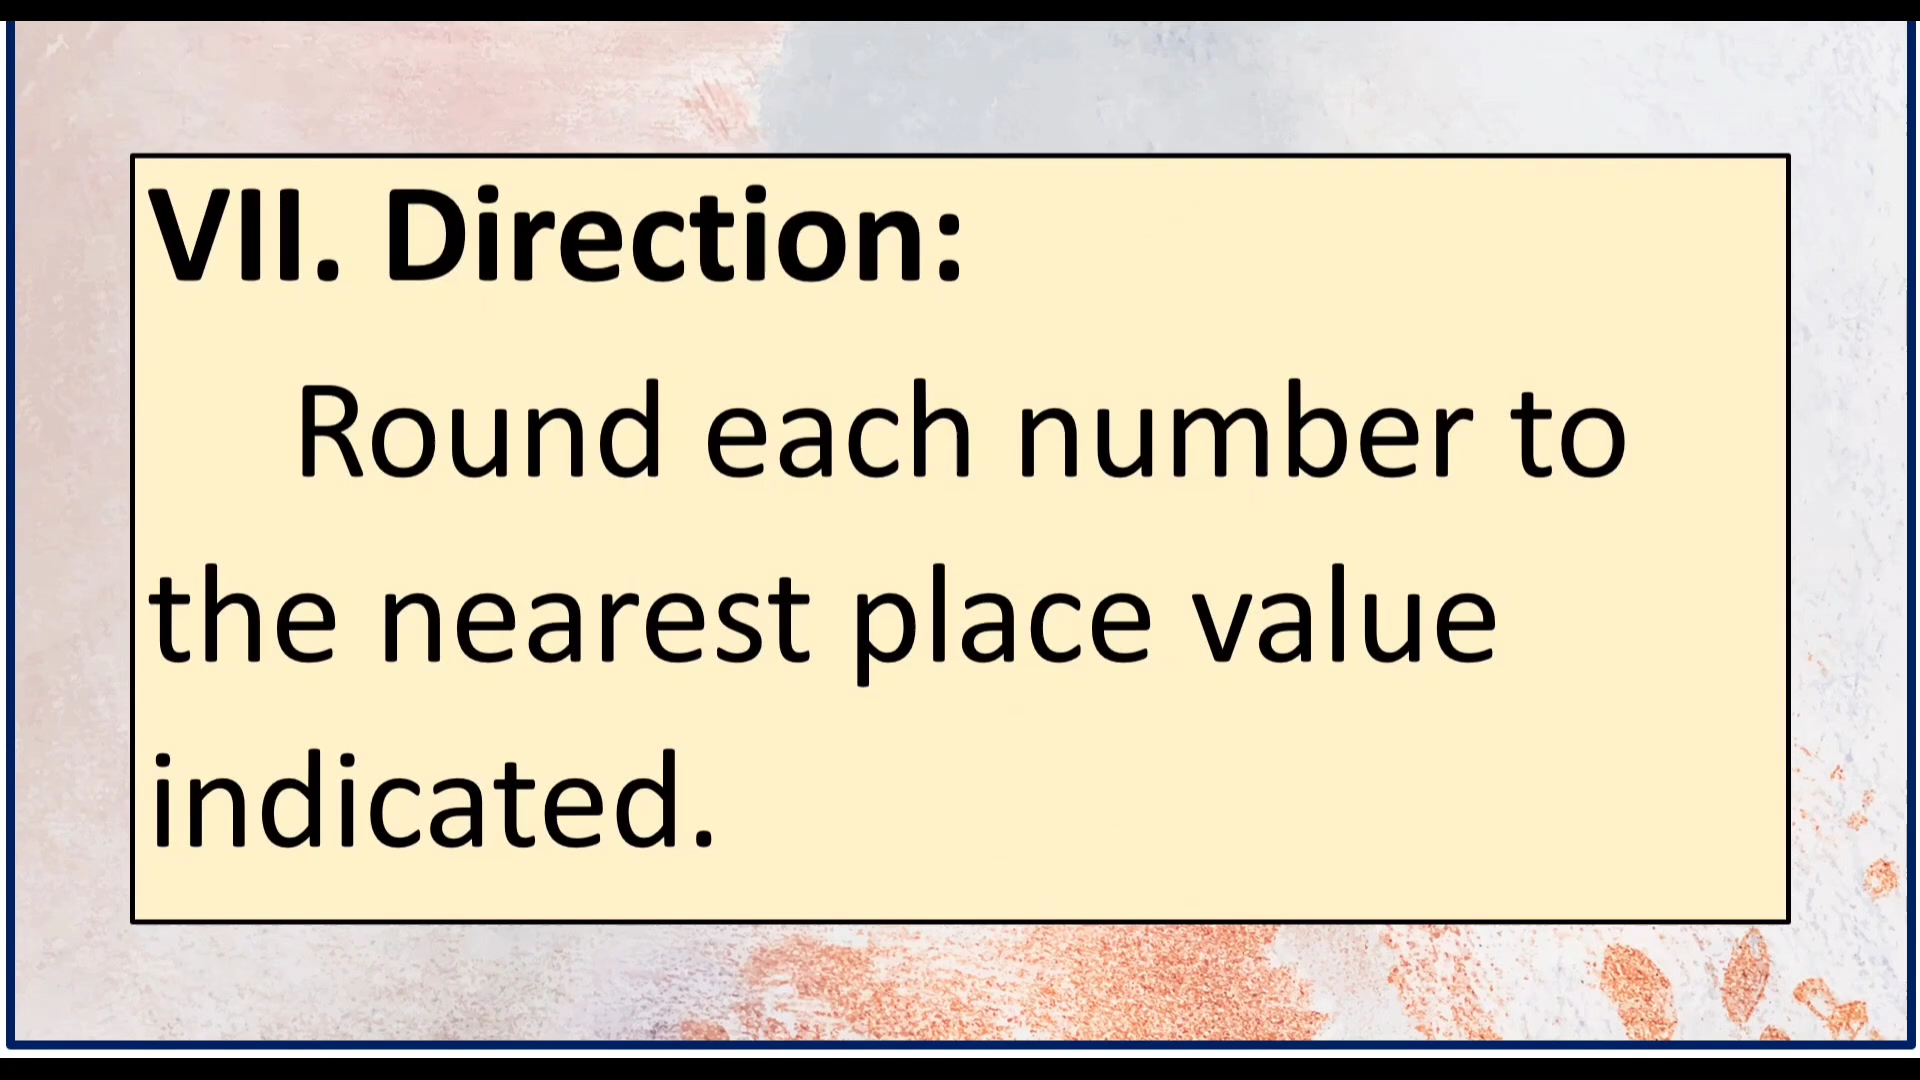 VII. Direction:
Round each number to
the nearest place value
indicated.